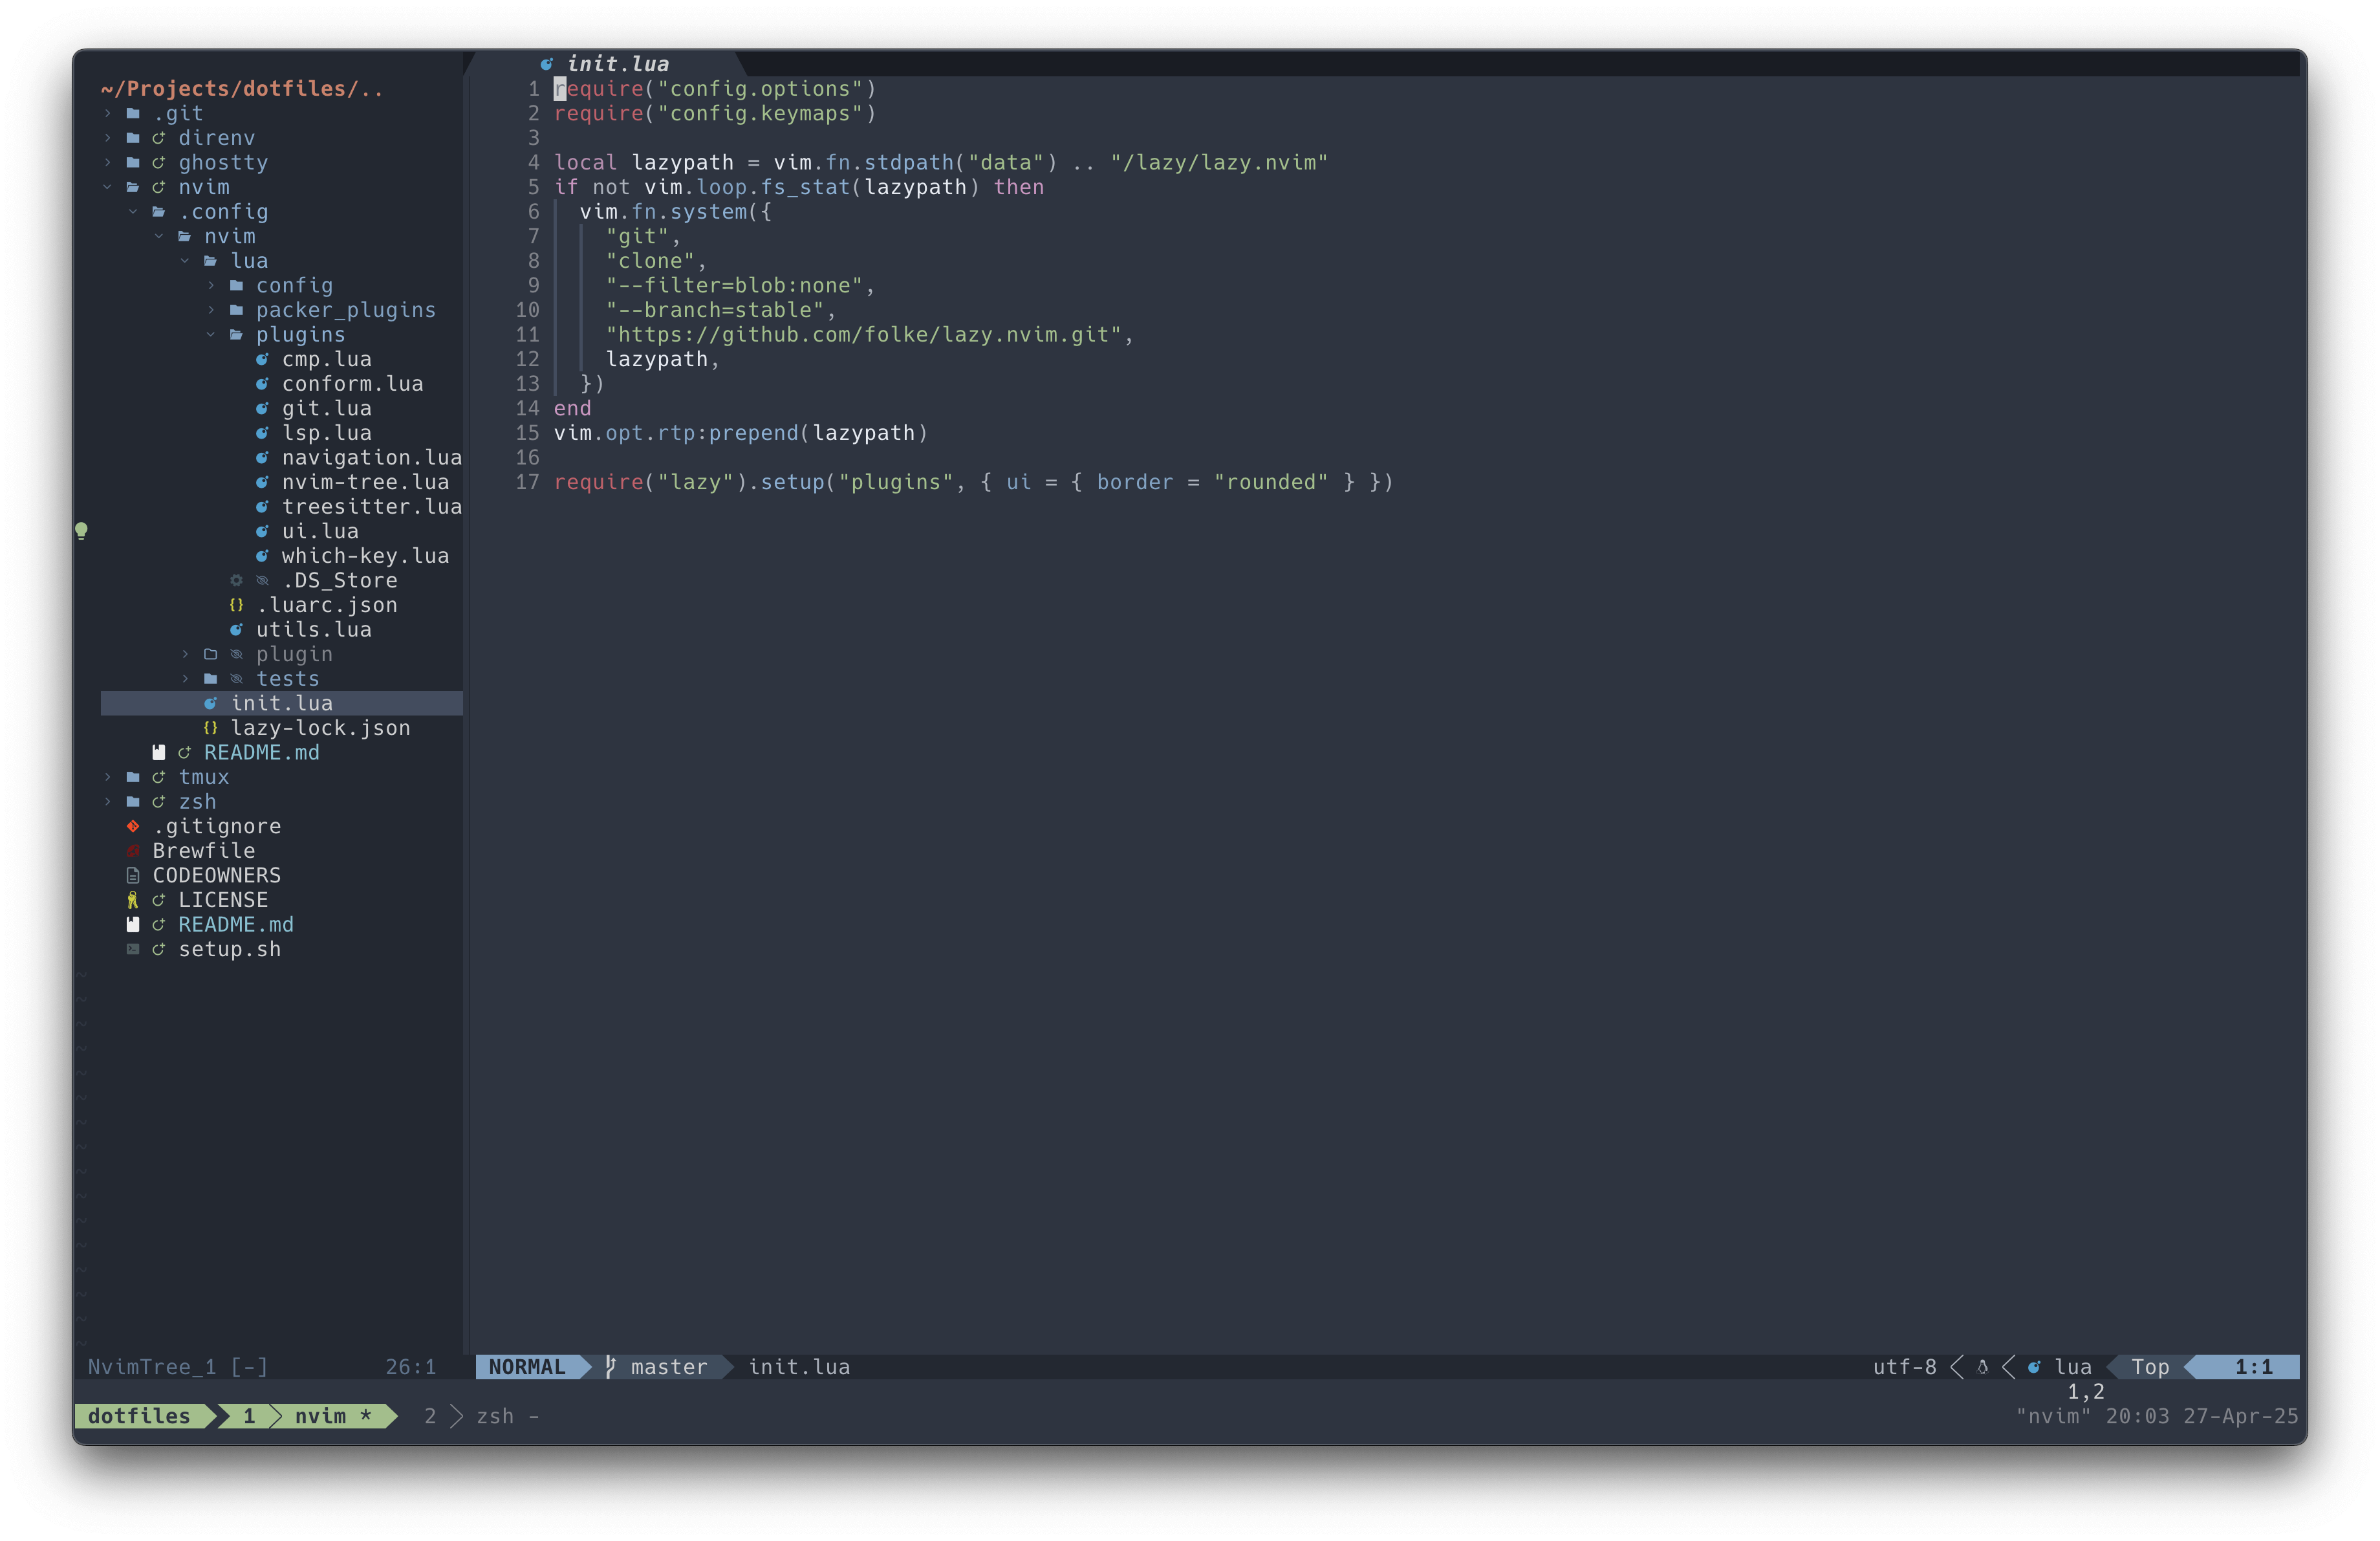 ~/Projects/dotfiles/..
.git
direnv
ghostty
nvim
.config
nvim
lua
config
packer_plugins
plugins
cmp.lua
conform.lua
git.lua
lsp.lua
navigation.lua
nvim-tree.lua
treesitter.lua
ui.lua
which-key.lua
.DS_Store
{} .luarc.json
utils.lua
plugin
tests
init.lua
{} lazy-lock.json
README.md
tmux
zsh
.gitignore
Brewfile
CODEOWNERS
LICENSE
README.md
setup.sh
NvimTree_1 [-] 26:1
init.lua
1 require("config.options")
2 require("config.keymaps")
3
4 local lazypath = vim.fn.stdpath("data") .. "/lazy/lazy.nvim"
5 if not vim.loop.fs_stat(lazypath) then
6 vim.fn.system({
7 "git",
8 "clone",
9 "--filter=blob:none",
10 "--branch=stable",
11 "https://github.com/folke/lazy.nvim.git",
12 lazypath,
13 })
14 end
15 vim.opt.rtp:prepend(lazypath)
16
17 require("lazy").setup("plugins", { ui = { border = "rounded" } })
NORMAL master init.lua utf-8 lua Top 1:1
1,2
dotfiles 1 nvim * 2 zsh - "nvim" 20:03 27-Apr-25